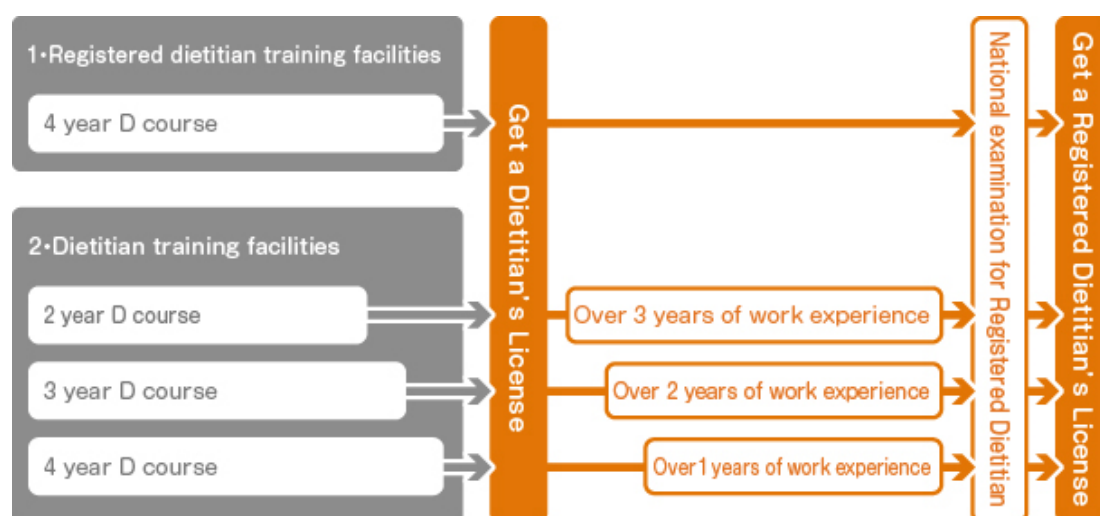 1・Registered dietitian training facilities
4 year D course
Get a Dietitian's License
National examination for Registered Dietitian
Get a Registered Dietitian's License
2・Dietitian training facilities
2 year D course
Over 3 years of work experience
3 year D course
Over 2 years of work experience
4 year D course
Over 1 years of work experience